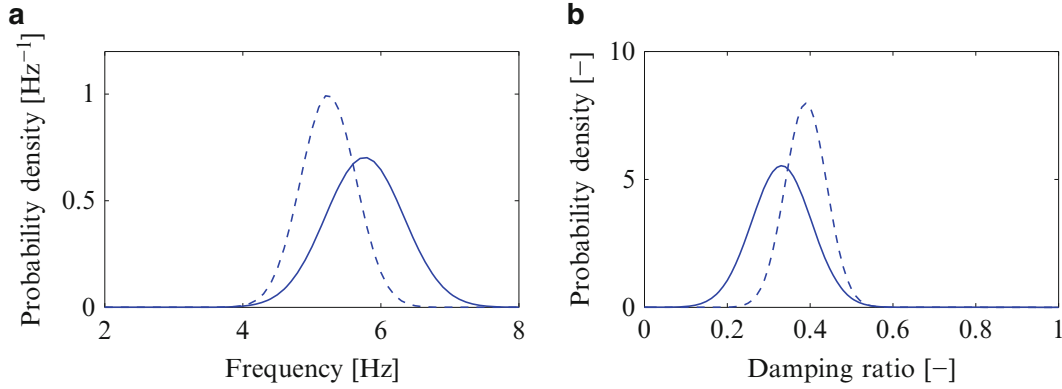 a
Probability density [Hz⁻¹]
1
0.5
0
2 4 6 8
Frequency [Hz]
b
Probability density [−]
10
5
0
0 0.2 0.4 0.6 0.8 1
Damping ratio [−]